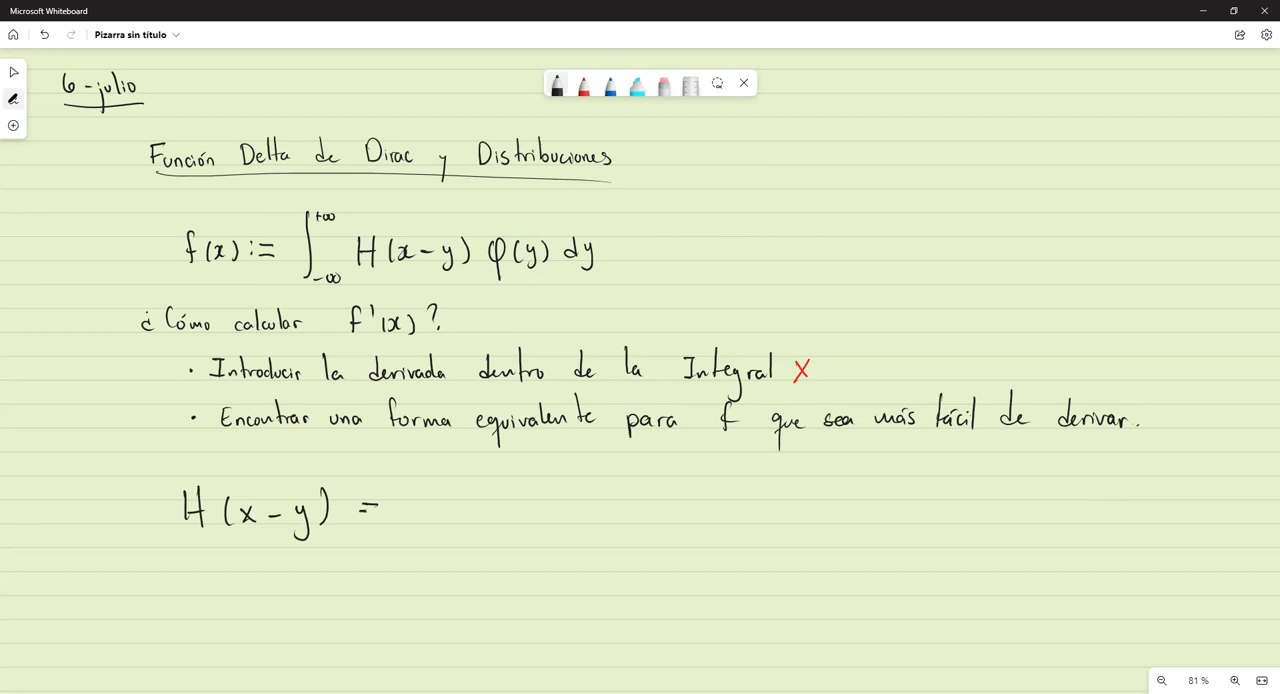 Microsoft Whiteboard
Pizarra sin título
6-julio
Función Delta de Dirac y Distribuciones
f(x) := ∫_{-∞}^{+∞} H(x-y) φ(y) dy
¿Cómo calcular f'(x)?
· Introducir la derivada dentro de la Integral X
· Encontrar una forma equivalente para f que sea más fácil de derivar.
H(x-y) =
81 %